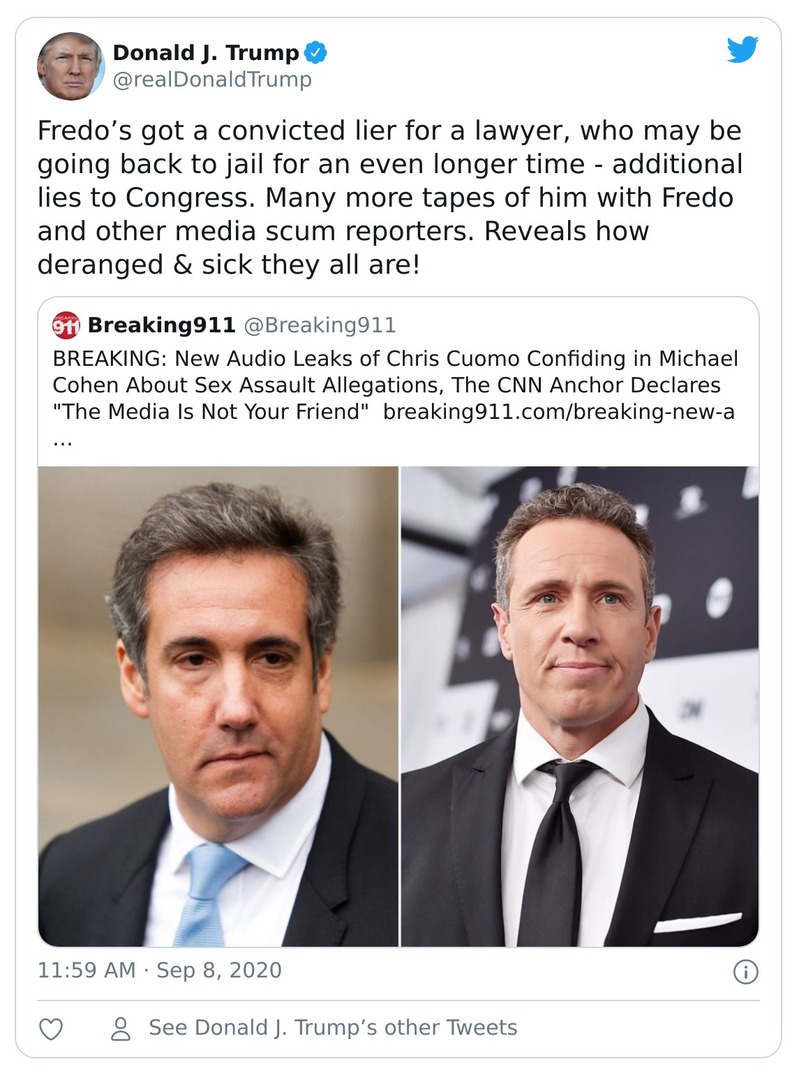 Donald J. Trump
@realDonaldTrump
Fredo’s got a convicted lier for a lawyer, who may be
going back to jail for an even longer time - additional
lies to Congress. Many more tapes of him with Fredo
and other media scum reporters. Reveals how
deranged & sick they all are!
911
Breaking911 @Breaking911
BREAKING: New Audio Leaks of Chris Cuomo Confiding in Michael
Cohen About Sex Assault Allegations, The CNN Anchor Declares
"The Media Is Not Your Friend"  breaking911.com/breaking-new-a
…
11:59 AM · Sep 8, 2020
See Donald J. Trump’s other Tweets